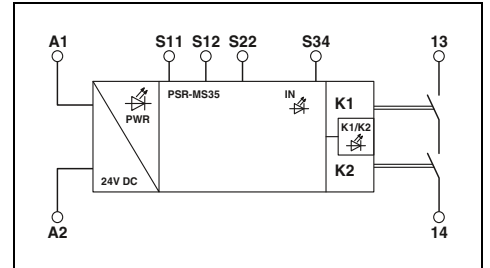 A1 S11 S12 S22 S34 13
PSR-MS35 IN K1
PWR K1/K2
24V DC K2
A2 14